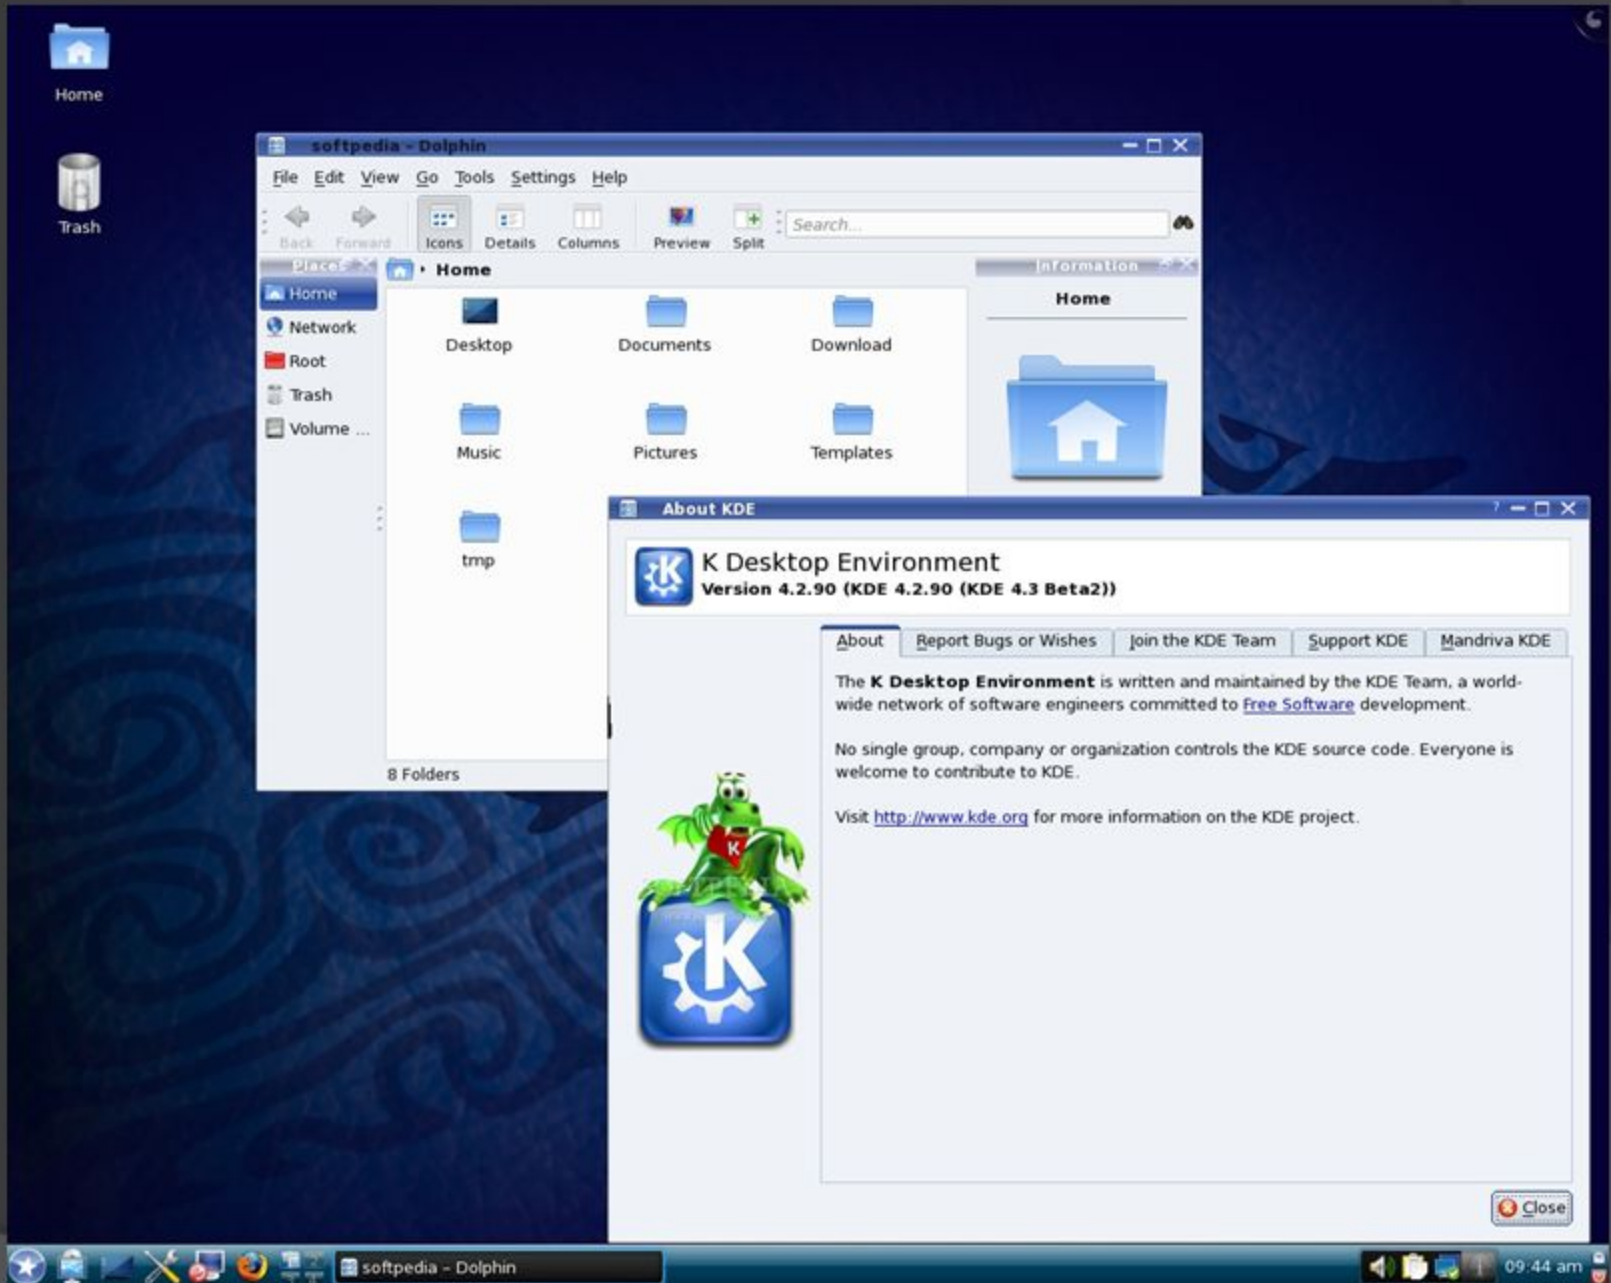 Home
Trash
softpedia – Dolphin
File Edit View Go Tools Settings Help
Back Forward Icons Details Columns Preview Split Search...
Places
Home
Information
Home
Home
Network
Root
Trash
Volume ...
Desktop Documents Download
Music Pictures Templates
tmp
8 Folders
About KDE
K Desktop Environment
Version 4.2.90 (KDE 4.2.90 (KDE 4.3 Beta2))
About Report Bugs or Wishes Join the KDE Team Support KDE Mandriva KDE
The K Desktop Environment is written and maintained by the KDE Team, a world-
wide network of software engineers committed to Free Software development.
No single group, company or organization controls the KDE source code. Everyone is
welcome to contribute to KDE.
Visit http://www.kde.org for more information on the KDE project.
K
SOFTPEDIA
K
Close
softpedia – Dolphin
09:44 am